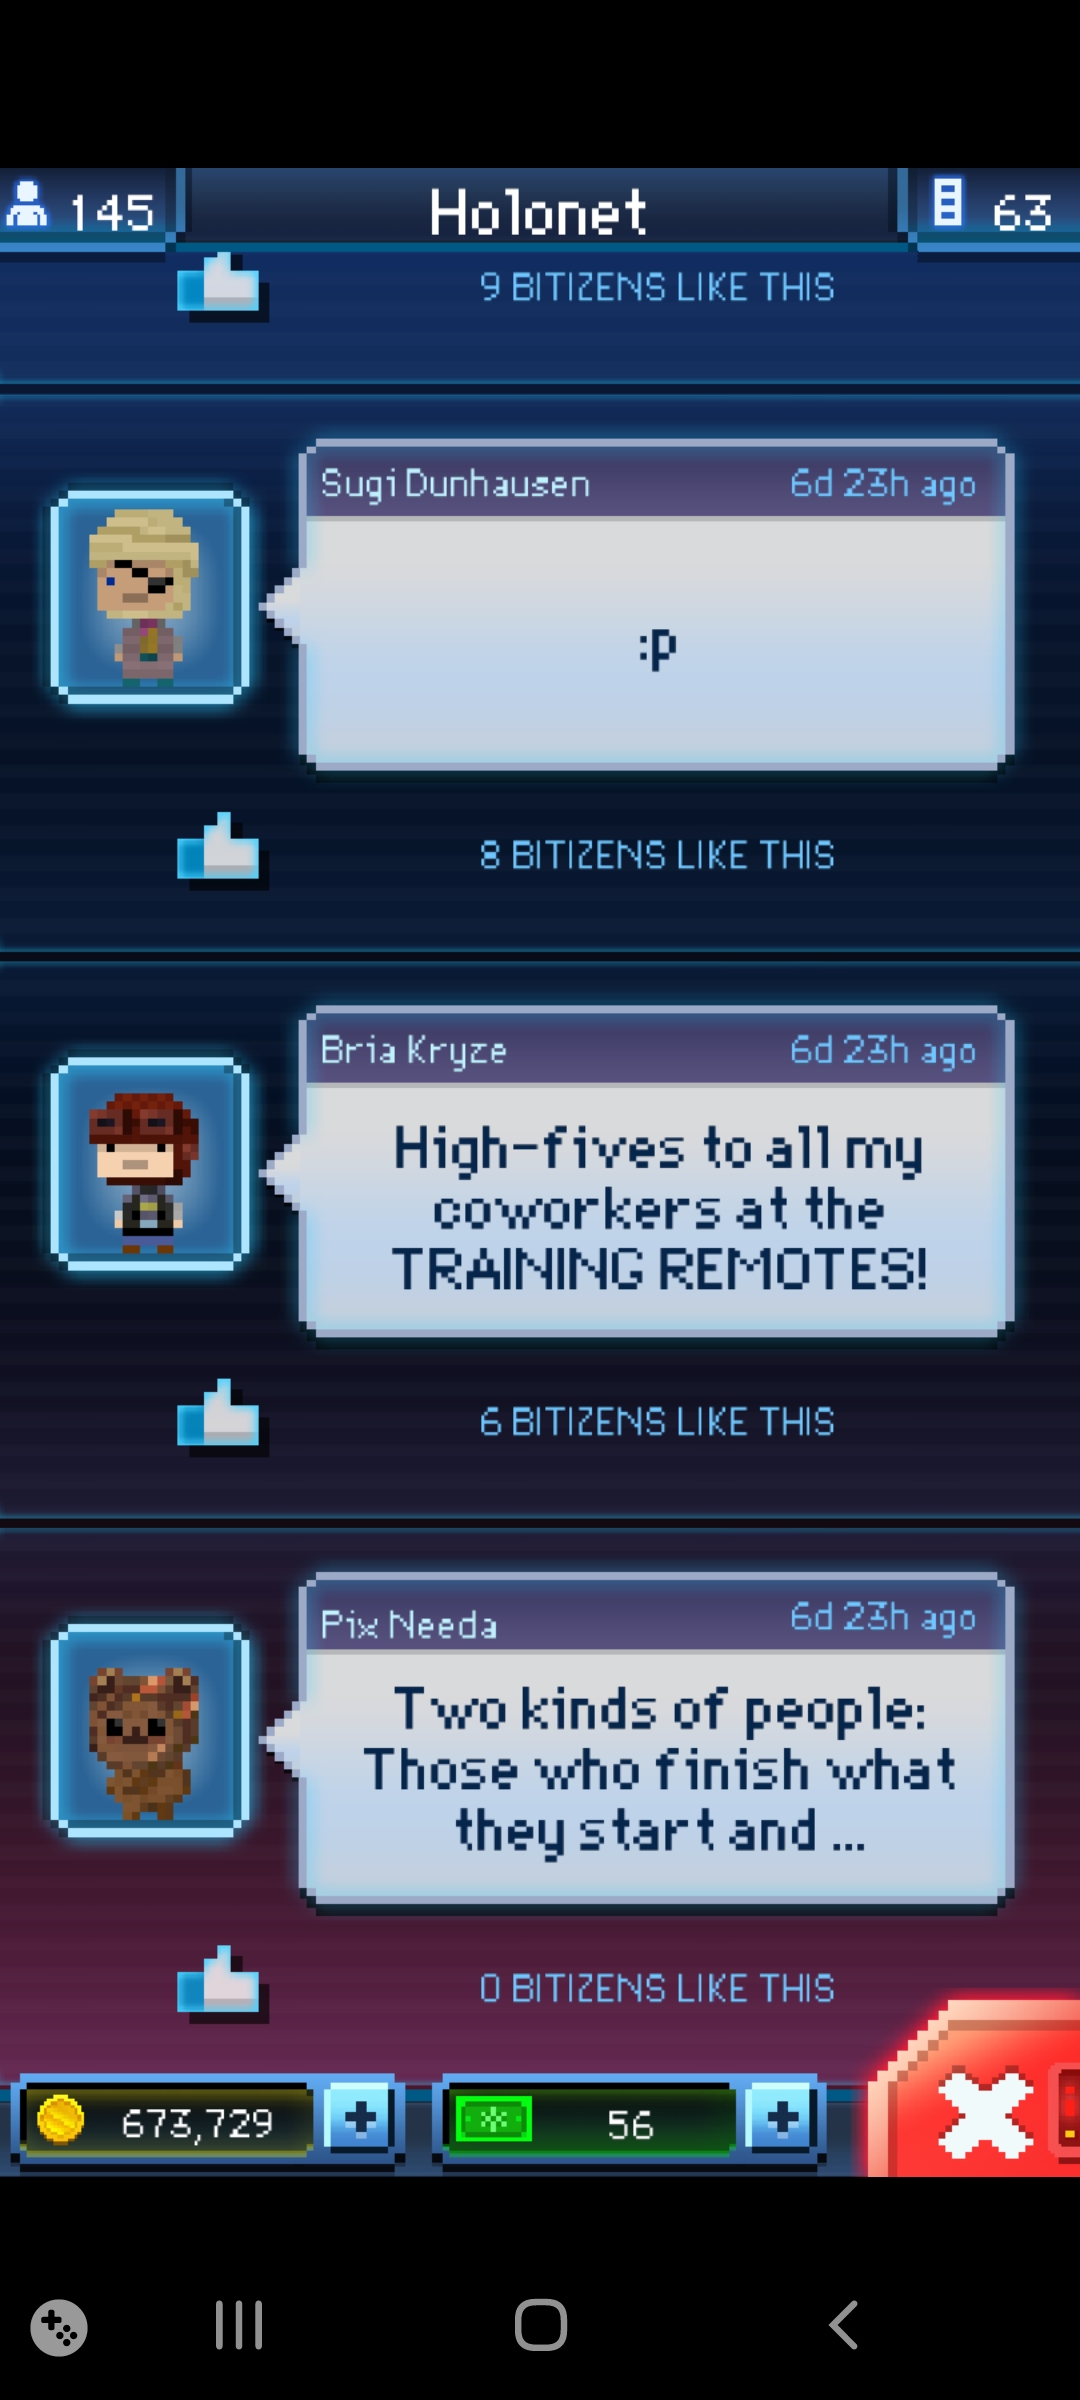 145
Holonet
63
9 BITIZENS LIKE THIS
Sugi Dunhausen
6d 23h ago
:p
8 BITIZENS LIKE THIS
Bria Kryze
6d 23h ago
High-fives to all my
coworkers at the
TRAINING REMOTES!
6 BITIZENS LIKE THIS
Pix Needa
6d 23h ago
Two kinds of people:
Those who finish what
they start and ...
0 BITIZENS LIKE THIS
673,729
56